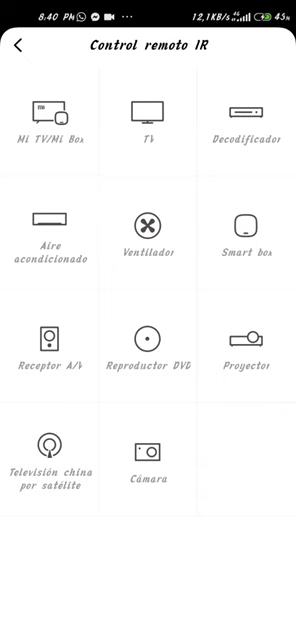 8:40 PM ... 12,1KB/s 45%
Control remoto IR
Mi TV/Mi Box
TV
Decodificador
Aire
acondicionado
Ventilador
Smart box
Receptor A/V
Reproductor DVD
Proyector
Televisión china
por satélite
Cámara